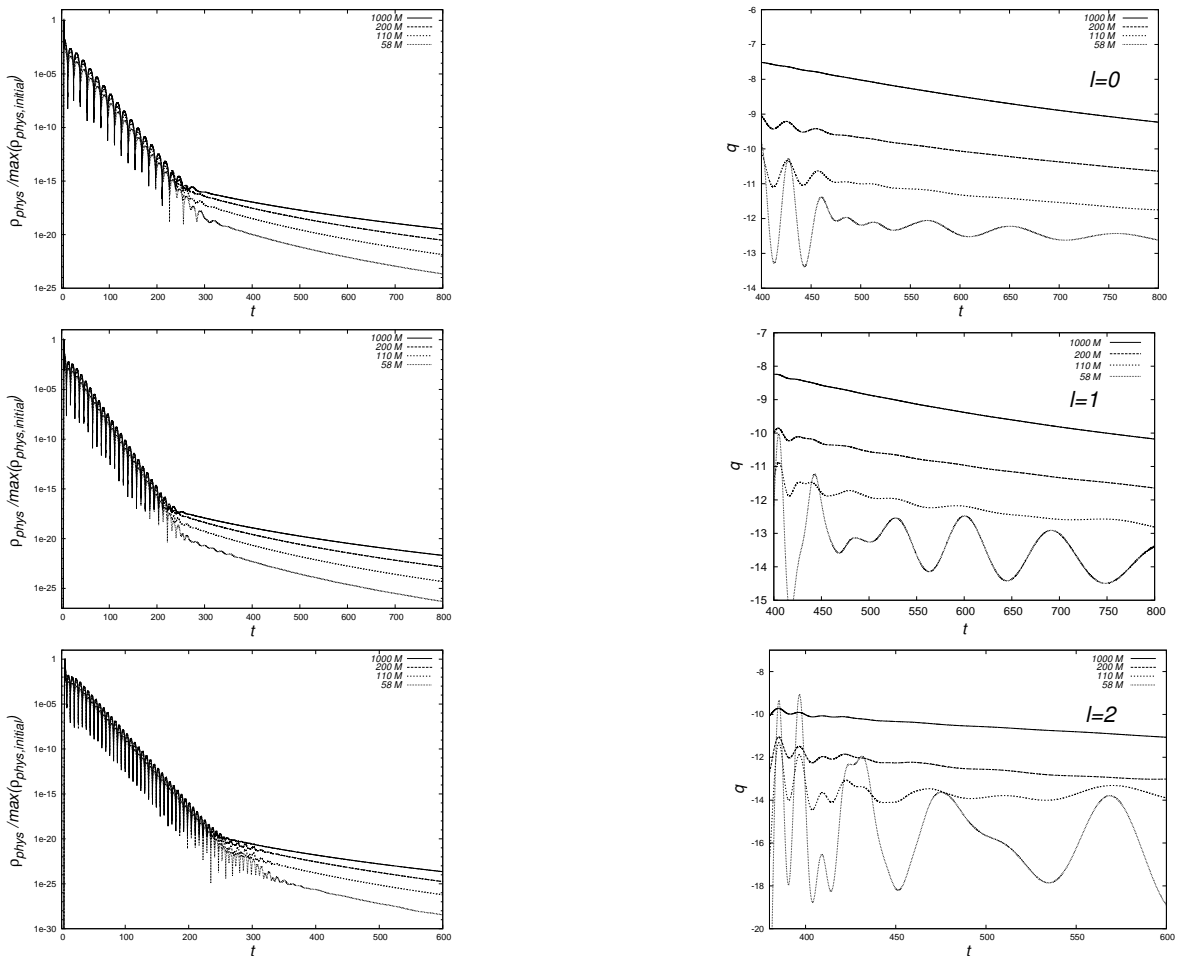 1000 M
200 M
110 M
58 M
1
1e-05
1e-10
1e-15
1e-20
1e-25
ρphys/max(ρphys,initial)
0 100 200 300 400 500 600 700 800
t
1000 M
200 M
110 M
58 M
l=0
-6
-7
-8
-9
-10
-11
-12
-13
-14
q
400 450 500 550 600 650 700 750 800
t
1000 M
200 M
110 M
58 M
1
1e-05
1e-10
1e-15
1e-20
1e-25
ρphys/max(ρphys,initial)
0 100 200 300 400 500 600 700 800
t
1000 M
200 M
110 M
58 M
l=1
-7
-8
-9
-10
-11
-12
-13
-14
-15
q
400 450 500 550 600 650 700 750 800
t
1000 M
200 M
110 M
58 M
1
1e-05
1e-10
1e-15
1e-20
1e-25
1e-30
ρphys/max(ρphys,initial)
0 100 200 300 400 500 600
t
1000 M
200 M
110 M
58 M
l=2
-8
-10
-12
-14
-16
-18
-20
q
400 450 500 550 600
t